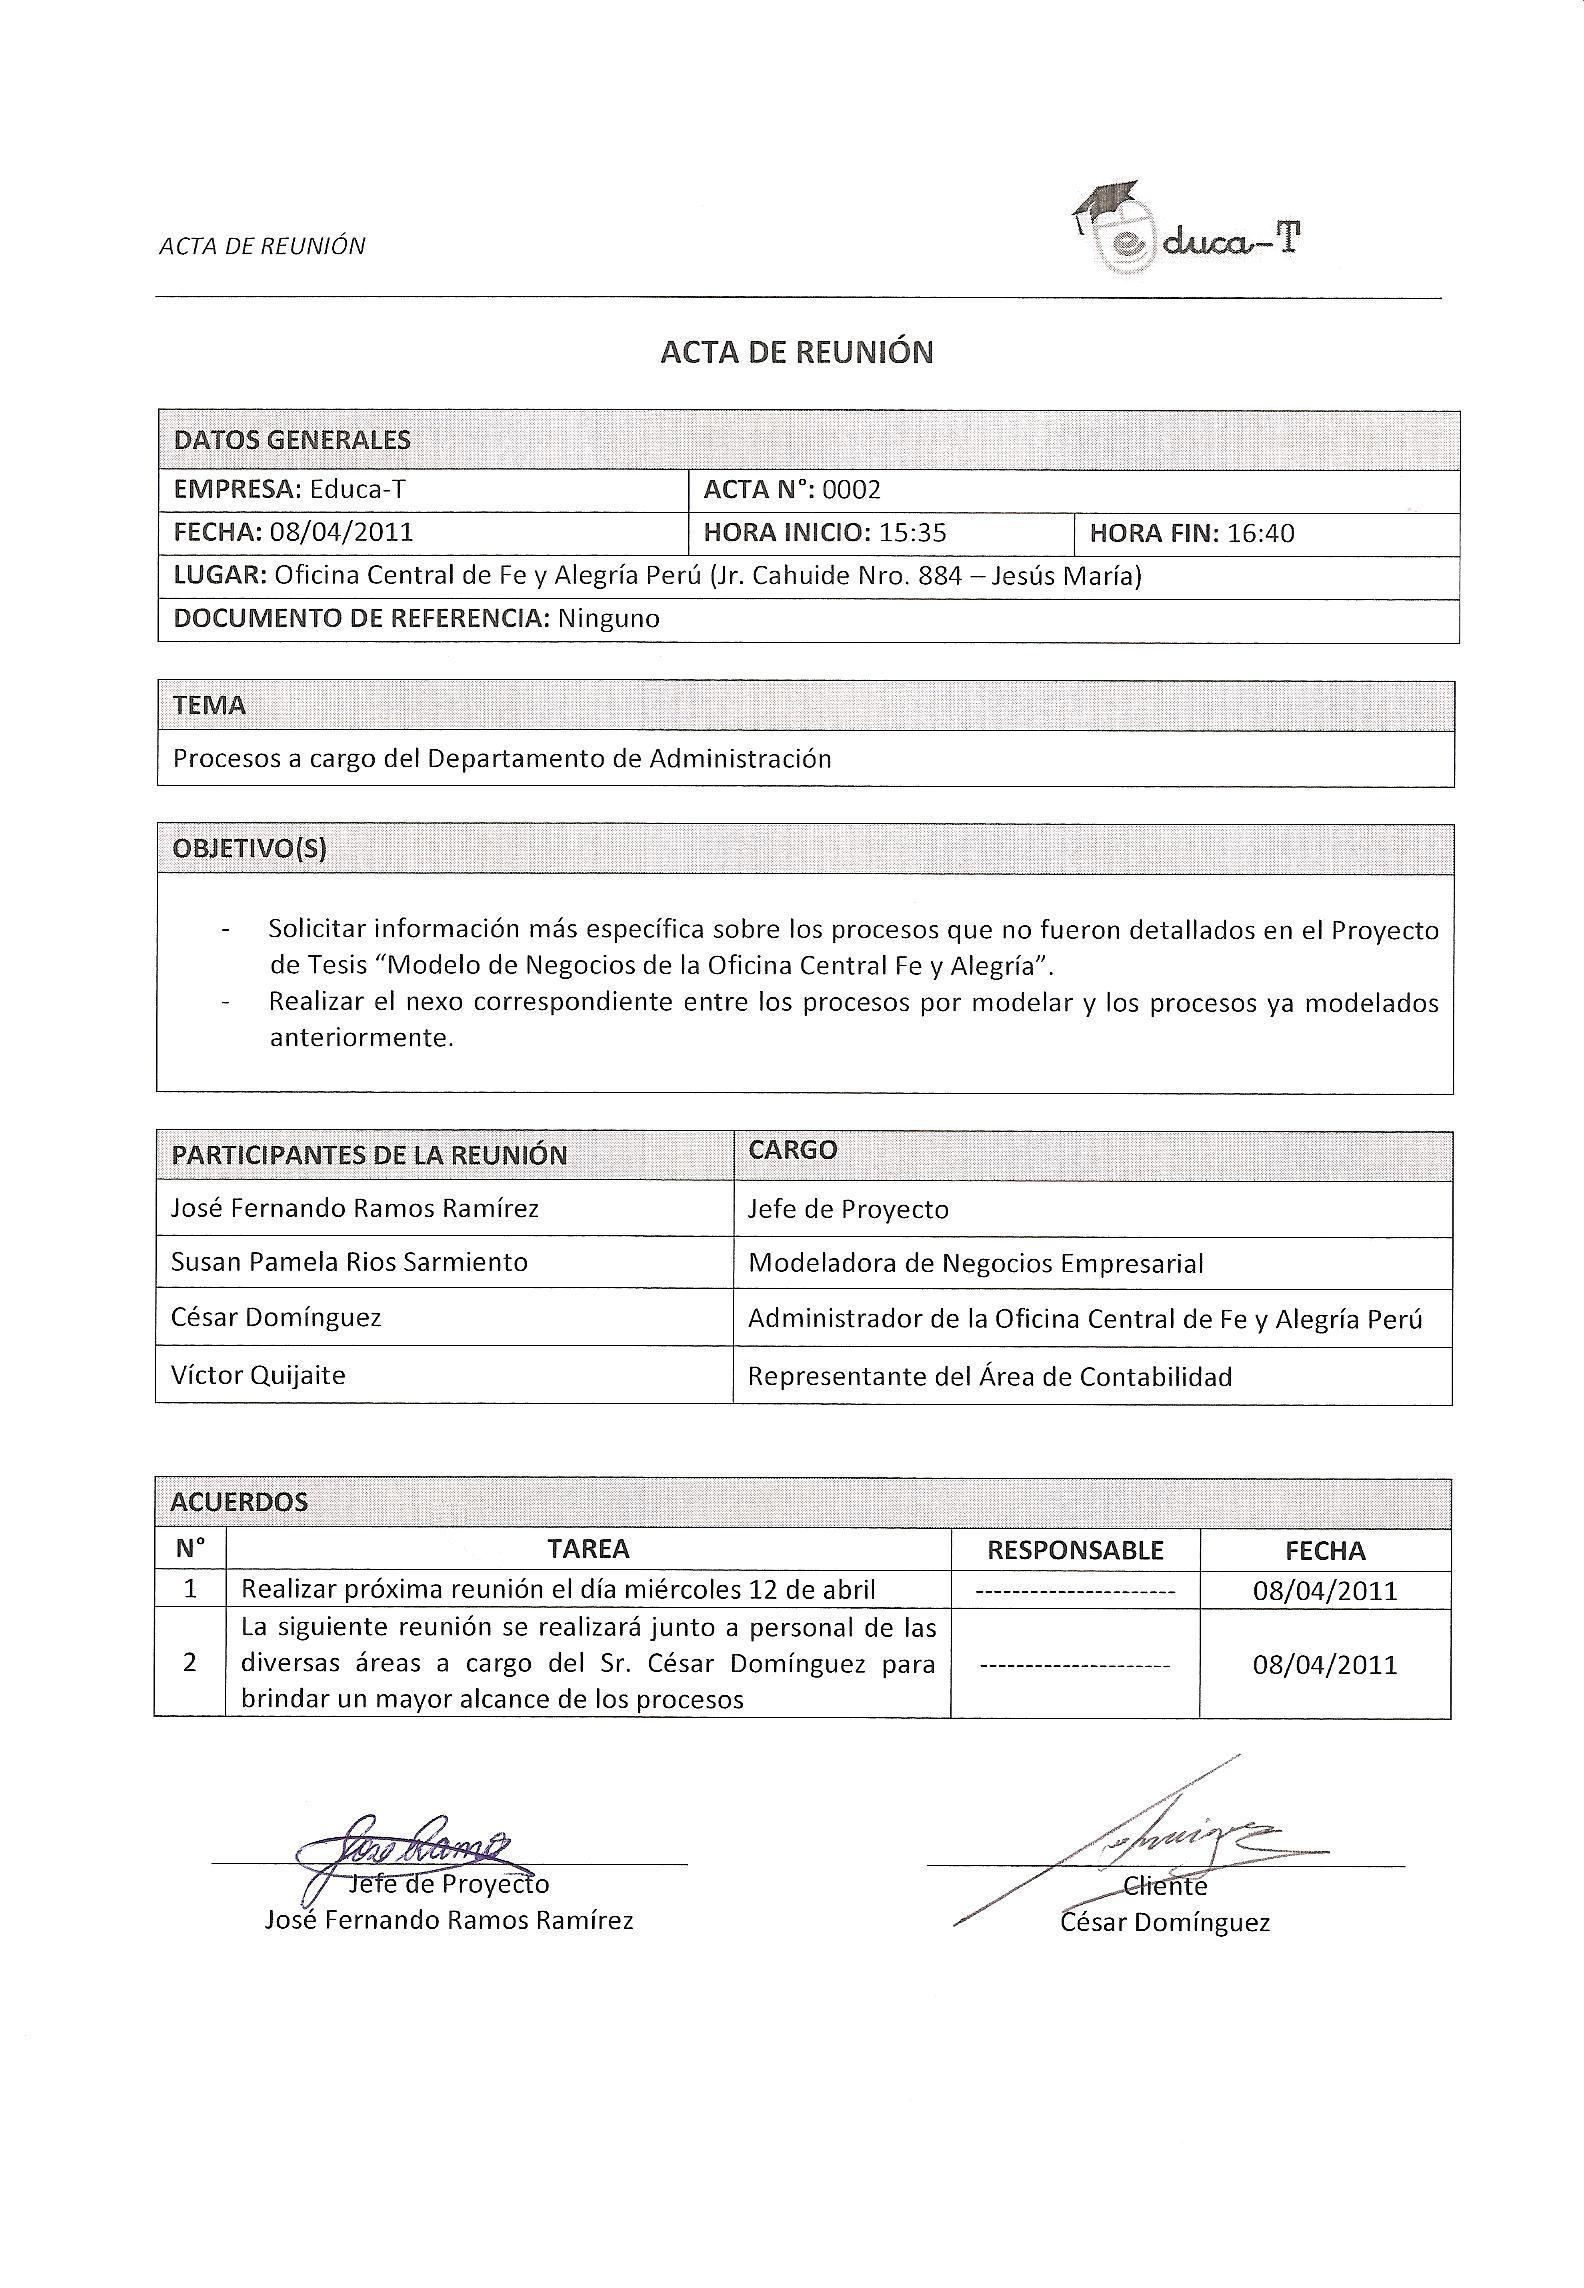 ACTA DE REUNIÓN
educa-T
ACTA DE REUNIÓN
DATOS GENERALES
EMPRESA: Educa-T ACTA N°: 0002
FECHA: 08/04/2011 HORA INICIO: 15:35 HORA FIN: 16:40
LUGAR: Oficina Central de Fe y Alegría Perú (Jr. Cahuide Nro. 884 – Jesús María)
DOCUMENTO DE REFERENCIA: Ninguno
TEMA
Procesos a cargo del Departamento de Administración
OBJETIVO(S)
- Solicitar información más específica sobre los procesos que no fueron detallados en el Proyecto
de Tesis “Modelo de Negocios de la Oficina Central Fe y Alegría”.
- Realizar el nexo correspondiente entre los procesos por modelar y los procesos ya modelados
anteriormente.
PARTICIPANTES DE LA REUNIÓN CARGO
José Fernando Ramos Ramírez Jefe de Proyecto
Susan Pamela Rios Sarmiento Modeladora de Negocios Empresarial
César Domínguez Administrador de la Oficina Central de Fe y Alegría Perú
Víctor Quijaite Representante del Área de Contabilidad
ACUERDOS
N° TAREA RESPONSABLE FECHA
1 Realizar próxima reunión el día miércoles 12 de abril ---------------------- 08/04/2011
La siguiente reunión se realizará junto a personal de las
2 diversas áreas a cargo del Sr. César Domínguez para --------------------- 08/04/2011
brindar un mayor alcance de los procesos
Jose Ramos
Jefe de Proyecto Cliente
José Fernando Ramos Ramírez César Domínguez